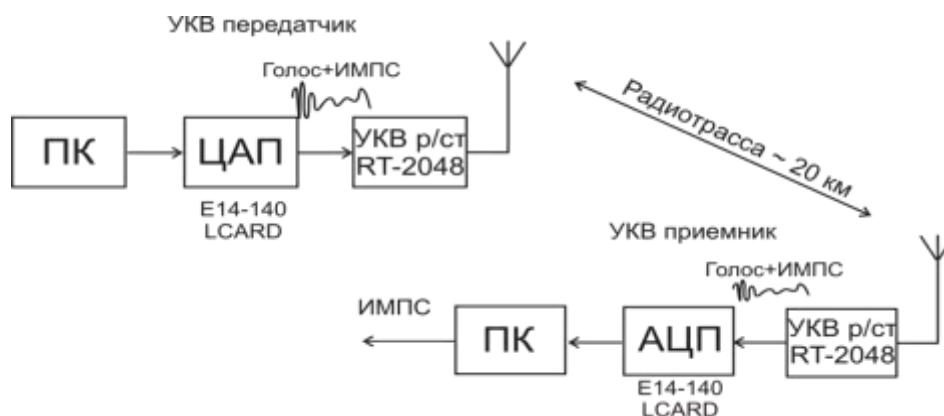 УКВ передатчик
Голос+ИМПС
ПК
ЦАП
УКВ р/ст
RT-2048
E14-140
LCARD
Радиотрасса ~ 20 км
УКВ приемник
Голос+ИМПС
ИМПС
ПК
АЦП
УКВ р/ст
RT-2048
E14-140
LCARD